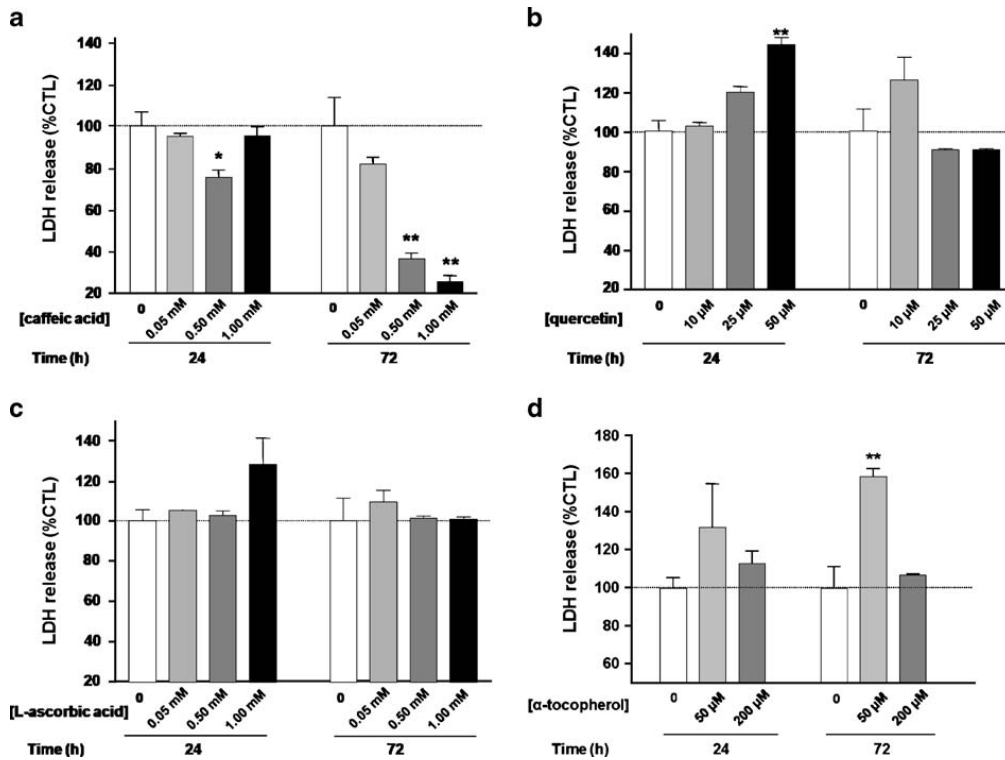 a
LDH release (%CTL)
140
120
100
80
60
40
20
*
**
**
[caffeic acid]
0
0.05 mM
0.50 mM
1.00 mM
0
0.05 mM
0.50 mM
1.00 mM
Time (h)
24
72
b
LDH release (%CTL)
140
120
100
80
60
40
20
**
[quercetin]
0
10 µM
25 µM
50 µM
0
10 µM
25 µM
50 µM
Time (h)
24
72
c
LDH release (%CTL)
140
120
100
80
60
40
20
[L-ascorbic acid]
0
0.05 mM
0.50 mM
1.00 mM
0
0.05 mM
0.50 mM
1.00 mM
Time (h)
24
72
d
LDH release (%CTL)
180
160
140
120
100
80
60
**
[α-tocopherol]
0
50 µM
200 µM
0
50 µM
200 µM
Time (h)
24
72